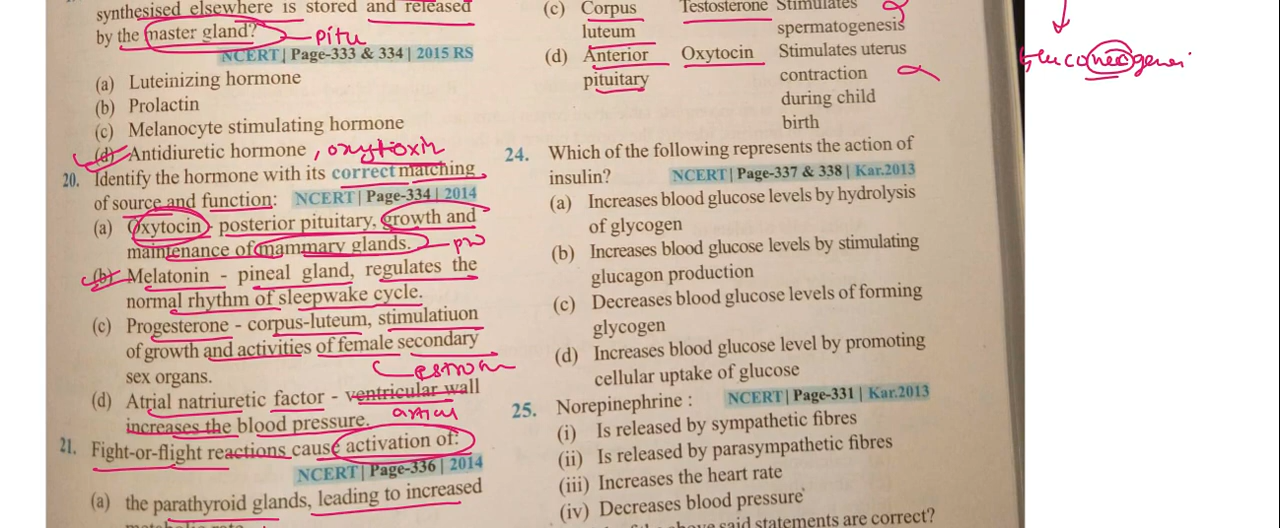 synthesised elsewhere is stored and released
by the master gland? pitu
NCERT | Page-333 & 334 | 2015 RS
(a) Luteinizing hormone
(b) Prolactin
(c) Melanocyte stimulating hormone
(d) Antidiuretic hormone , oxytoxin
20. Identify the hormone with its correct matching
of source and function: NCERT | Page-334 | 2014
(a) Oxytocin - posterior pituitary, growth and
maintenance of mammary glands.
(b) Melatonin - pineal gland, regulates the
normal rhythm of sleepwake cycle.
(c) Progesterone - corpus-luteum, stimulatiuon
of growth and activities of female secondary
sex organs.
(d) Atrial natriuretic factor - ventricular wall
increases the blood pressure.
21. Fight-or-flight reactions cause activation of:
NCERT | Page-336 | 2014
(a) the parathyroid glands, leading to increased
(c) Corpus Testosterone Stimulates
luteum spermatogenesis
(d) Anterior Oxytocin Stimulates uterus
pituitary contraction
during child
birth
24. Which of the following represents the action of
insulin? NCERT | Page-337 & 338 | Kar.2013
(a) Increases blood glucose levels by hydrolysis
of glycogen
(b) Increases blood glucose levels by stimulating
glucagon production
(c) Decreases blood glucose levels of forming
glycogen
(d) Increases blood glucose level by promoting
cellular uptake of glucose
25. Norepinephrine : NCERT | Page-331 | Kar.2013
(i) Is released by sympathetic fibres
(ii) Is released by parasympathetic fibres
(iii) Increases the heart rate
(iv) Decreases blood pressure
above said statements are correct?